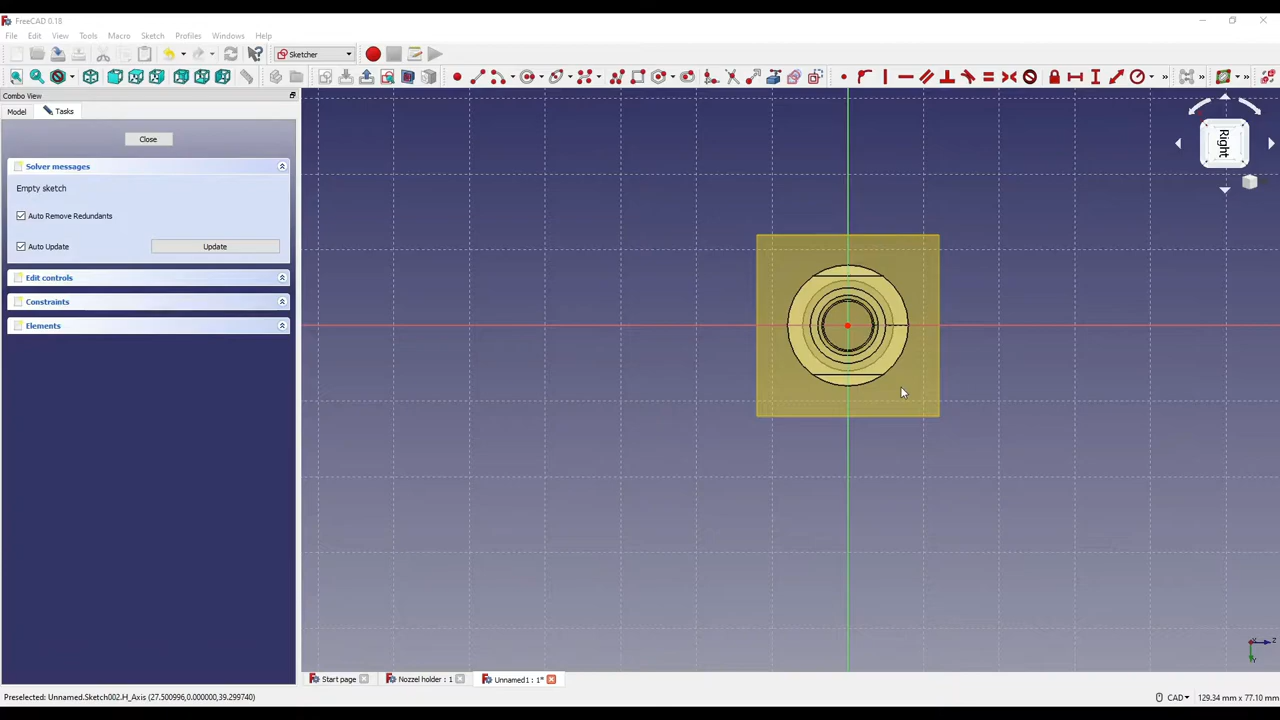 FreeCAD 0.18
File Edit View Tools Macro Sketch Profiles Windows Help
Sketcher
Combo View
Model Tasks
Close
Solver messages
Empty sketch
Auto Remove Redundants
Auto Update Update
Edit controls
Constraints
Elements
Right
Start page Nozzel holder : 1 Unnamed1 : 1*
Preselected: Unnamed.Sketch002.H_Axis (27.500996,0.000000,39.299740) CAD 129.34 mm x 77.10 mm